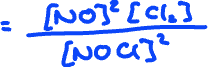 = [NO]² [Cl₂]
[NOCl]²